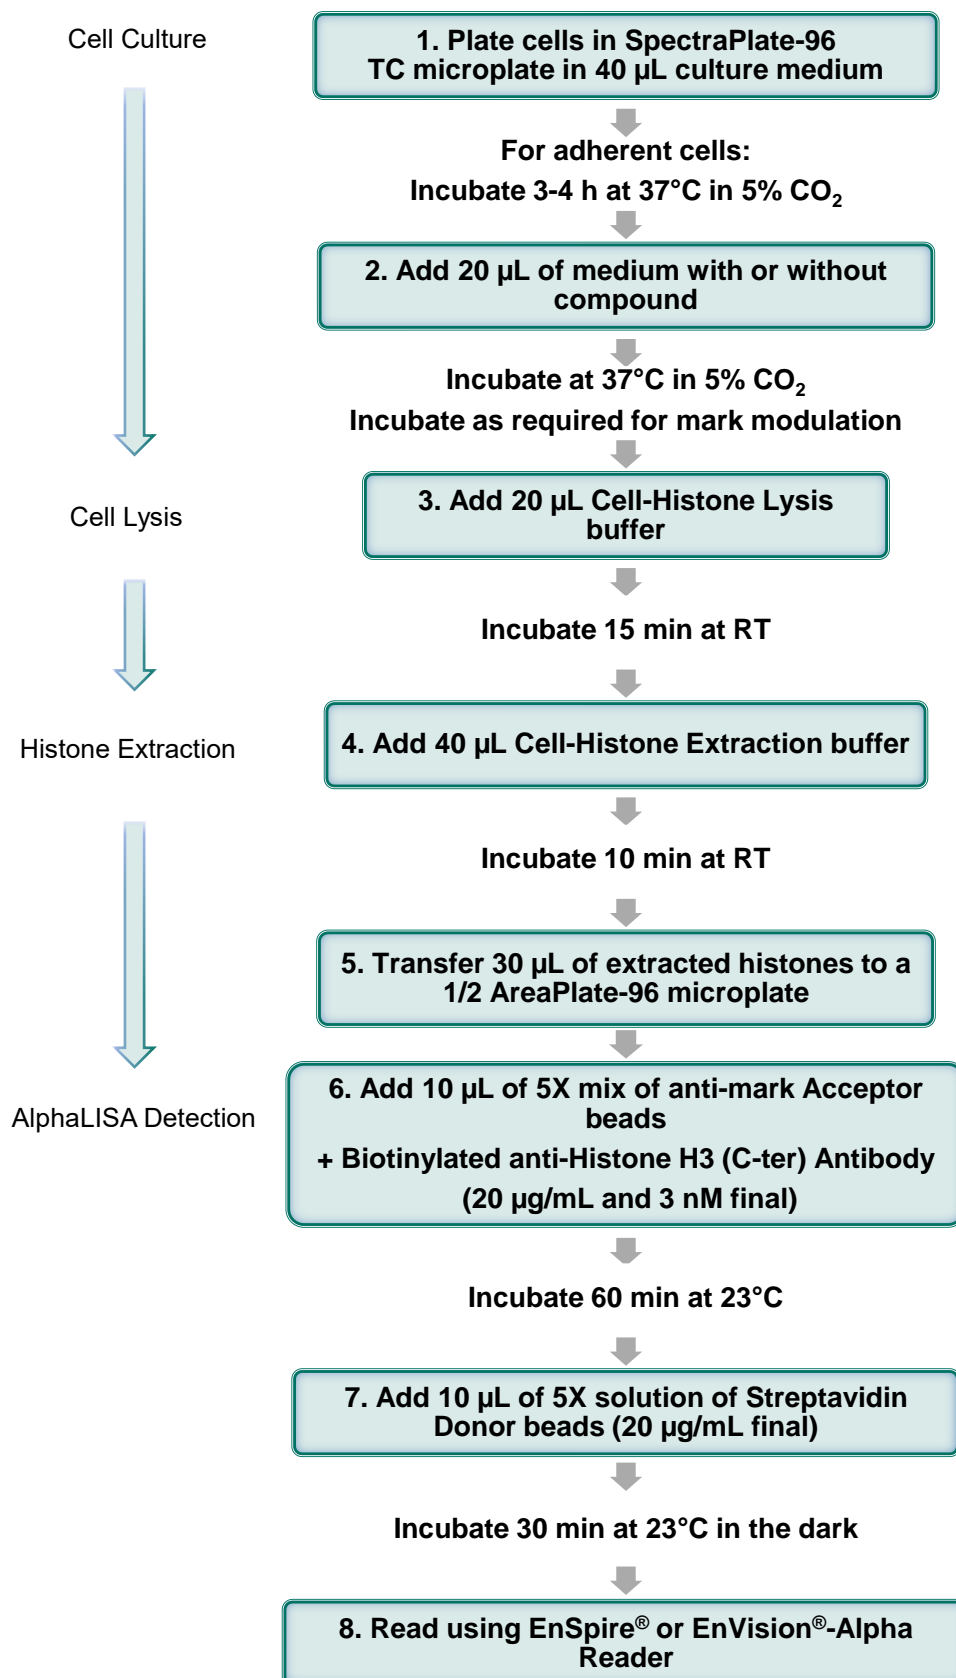 Cell Culture
1. Plate cells in SpectraPlate-96
TC microplate in 40 µL culture medium
For adherent cells:
Incubate 3-4 h at 37°C in 5% CO₂
2. Add 20 µL of medium with or without
compound
Incubate at 37°C in 5% CO₂
Incubate as required for mark modulation
Cell Lysis
3. Add 20 µL Cell-Histone Lysis
buffer
Incubate 15 min at RT
Histone Extraction
4. Add 40 µL Cell-Histone Extraction buffer
Incubate 10 min at RT
5. Transfer 30 µL of extracted histones to a
1/2 AreaPlate-96 microplate
AlphaLISA Detection
6. Add 10 µL of 5X mix of anti-mark Acceptor
beads
+ Biotinylated anti-Histone H3 (C-ter) Antibody
(20 µg/mL and 3 nM final)
Incubate 60 min at 23°C
7. Add 10 µL of 5X solution of Streptavidin
Donor beads (20 µg/mL final)
Incubate 30 min at 23°C in the dark
8. Read using EnSpire® or EnVision®-Alpha
Reader